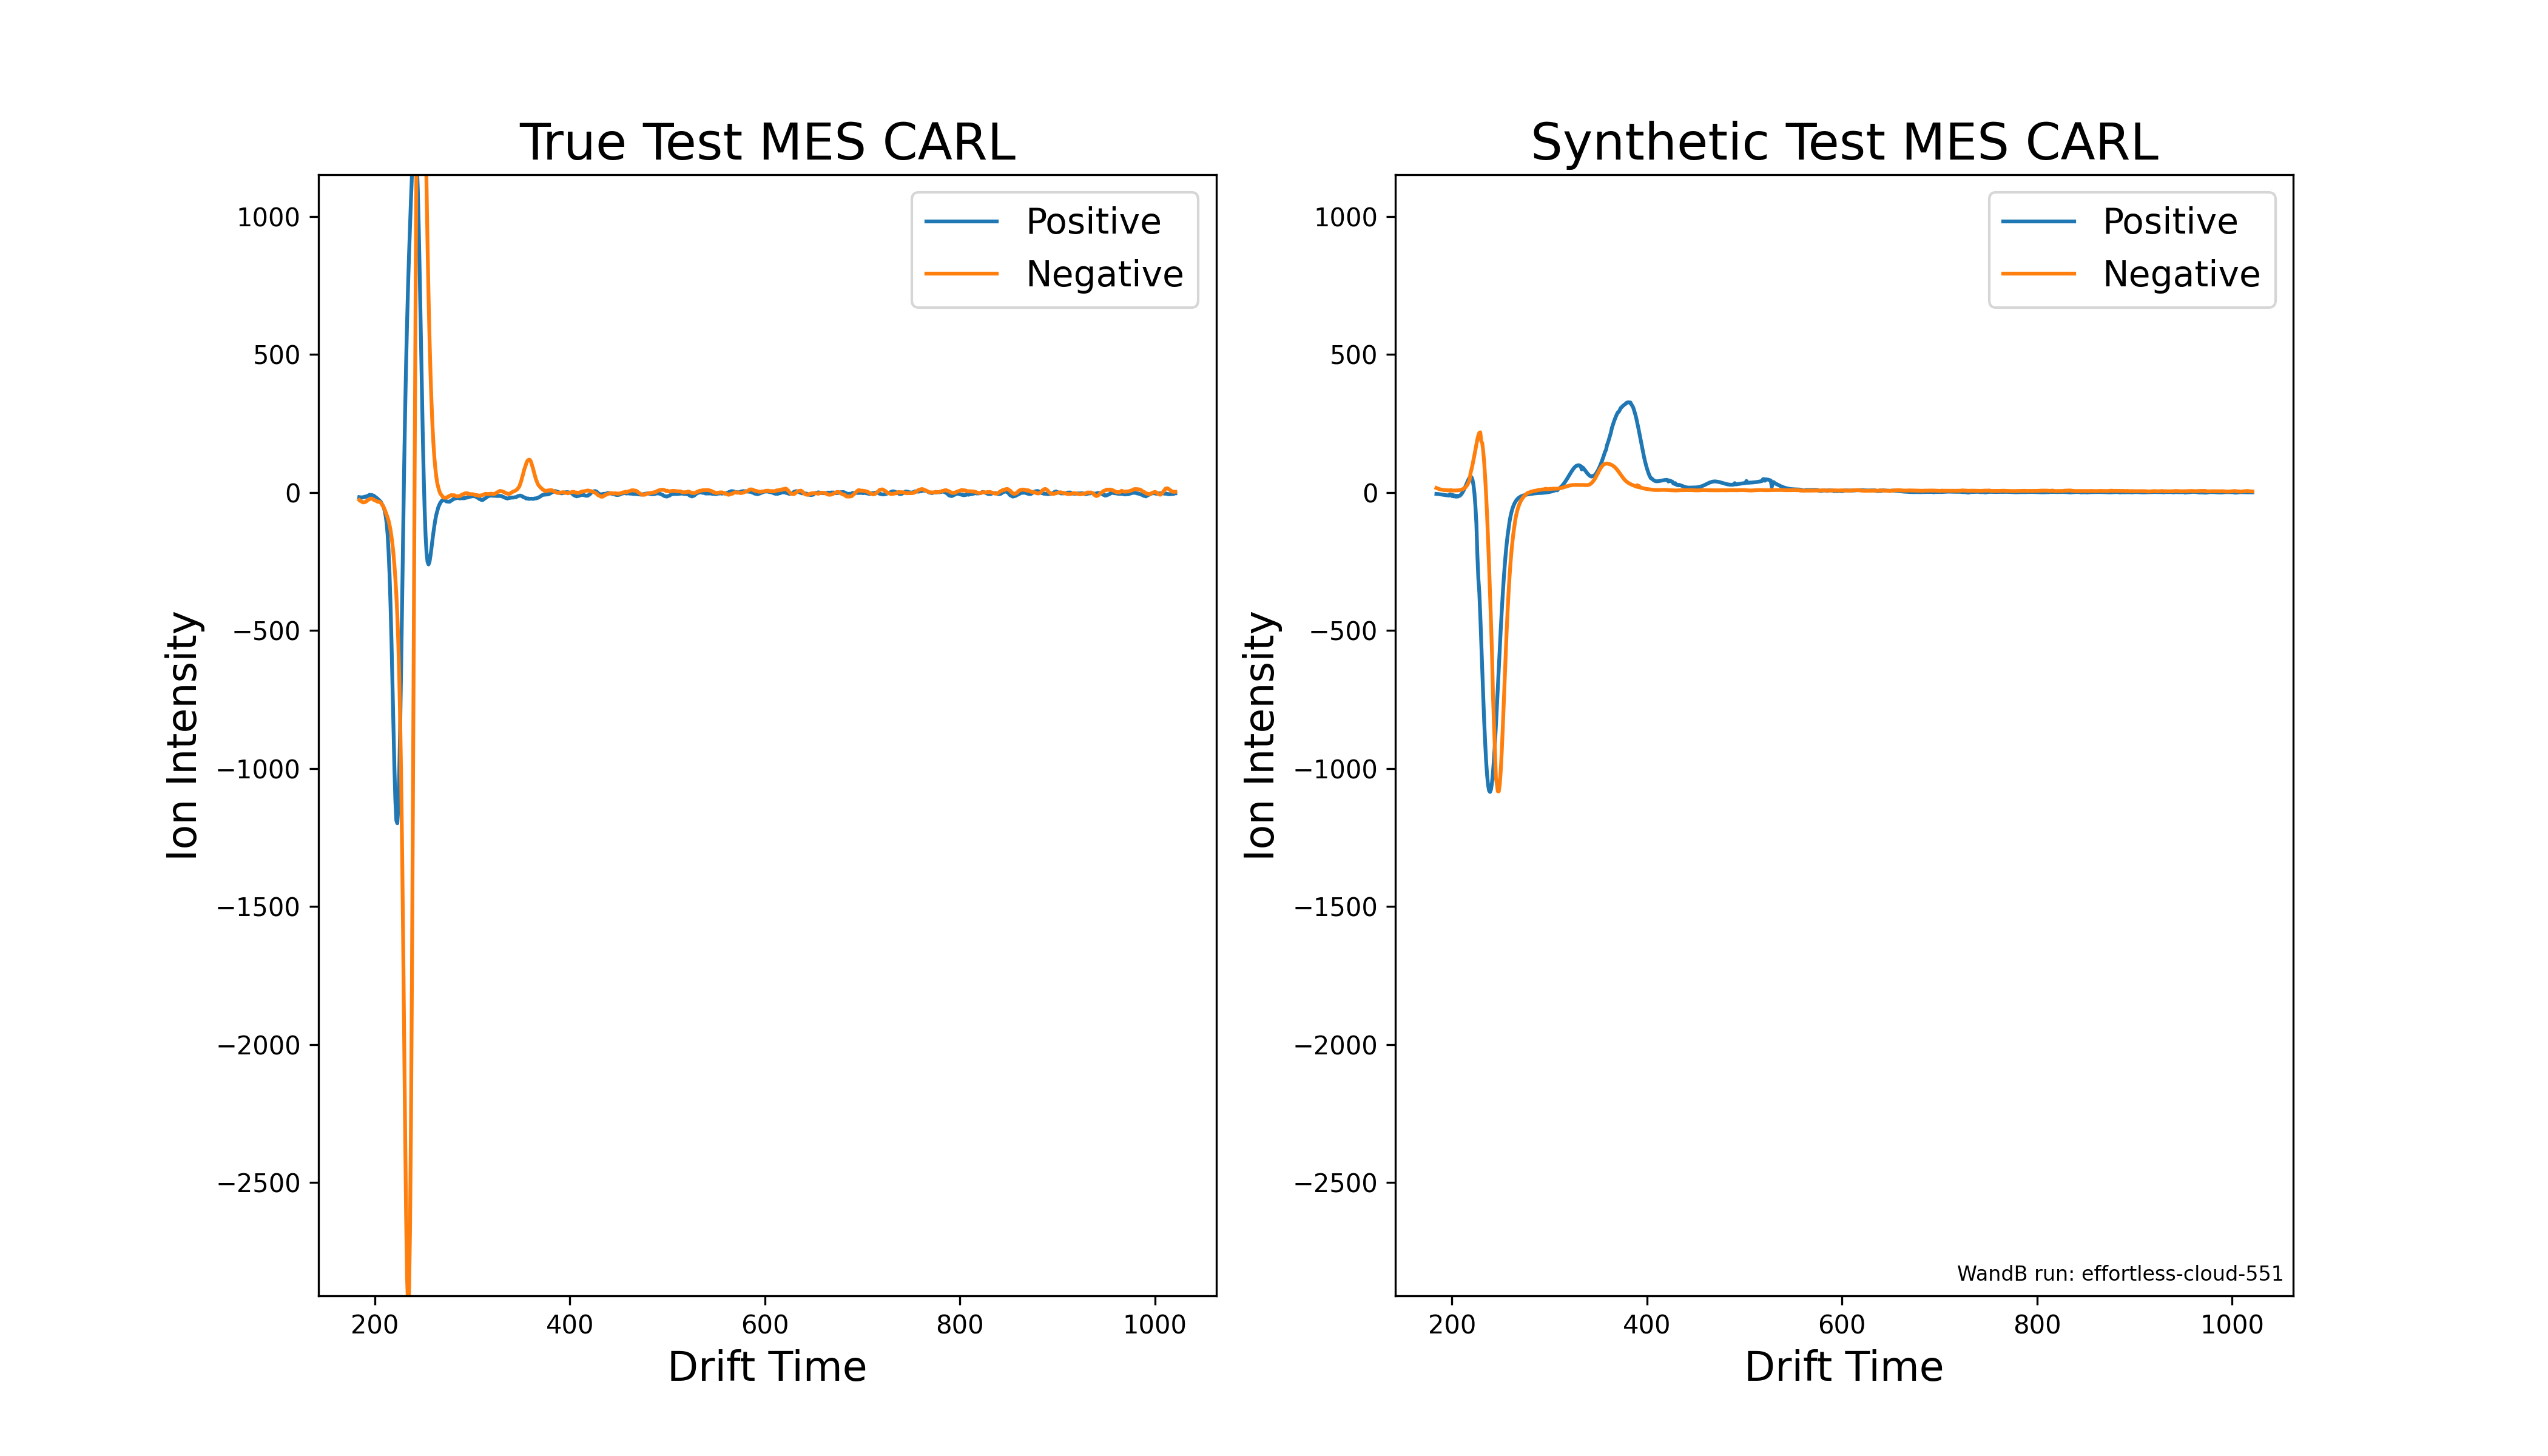 True Test MES CARL
Positive
Negative
1000
500
0
−500
−1000
−1500
−2000
−2500
Ion Intensity
200
400
600
800
1000
Drift Time
Synthetic Test MES CARL
Positive
Negative
1000
500
0
−500
−1000
−1500
−2000
−2500
Ion Intensity
WandB run: effortless-cloud-551
200
400
600
800
1000
Drift Time